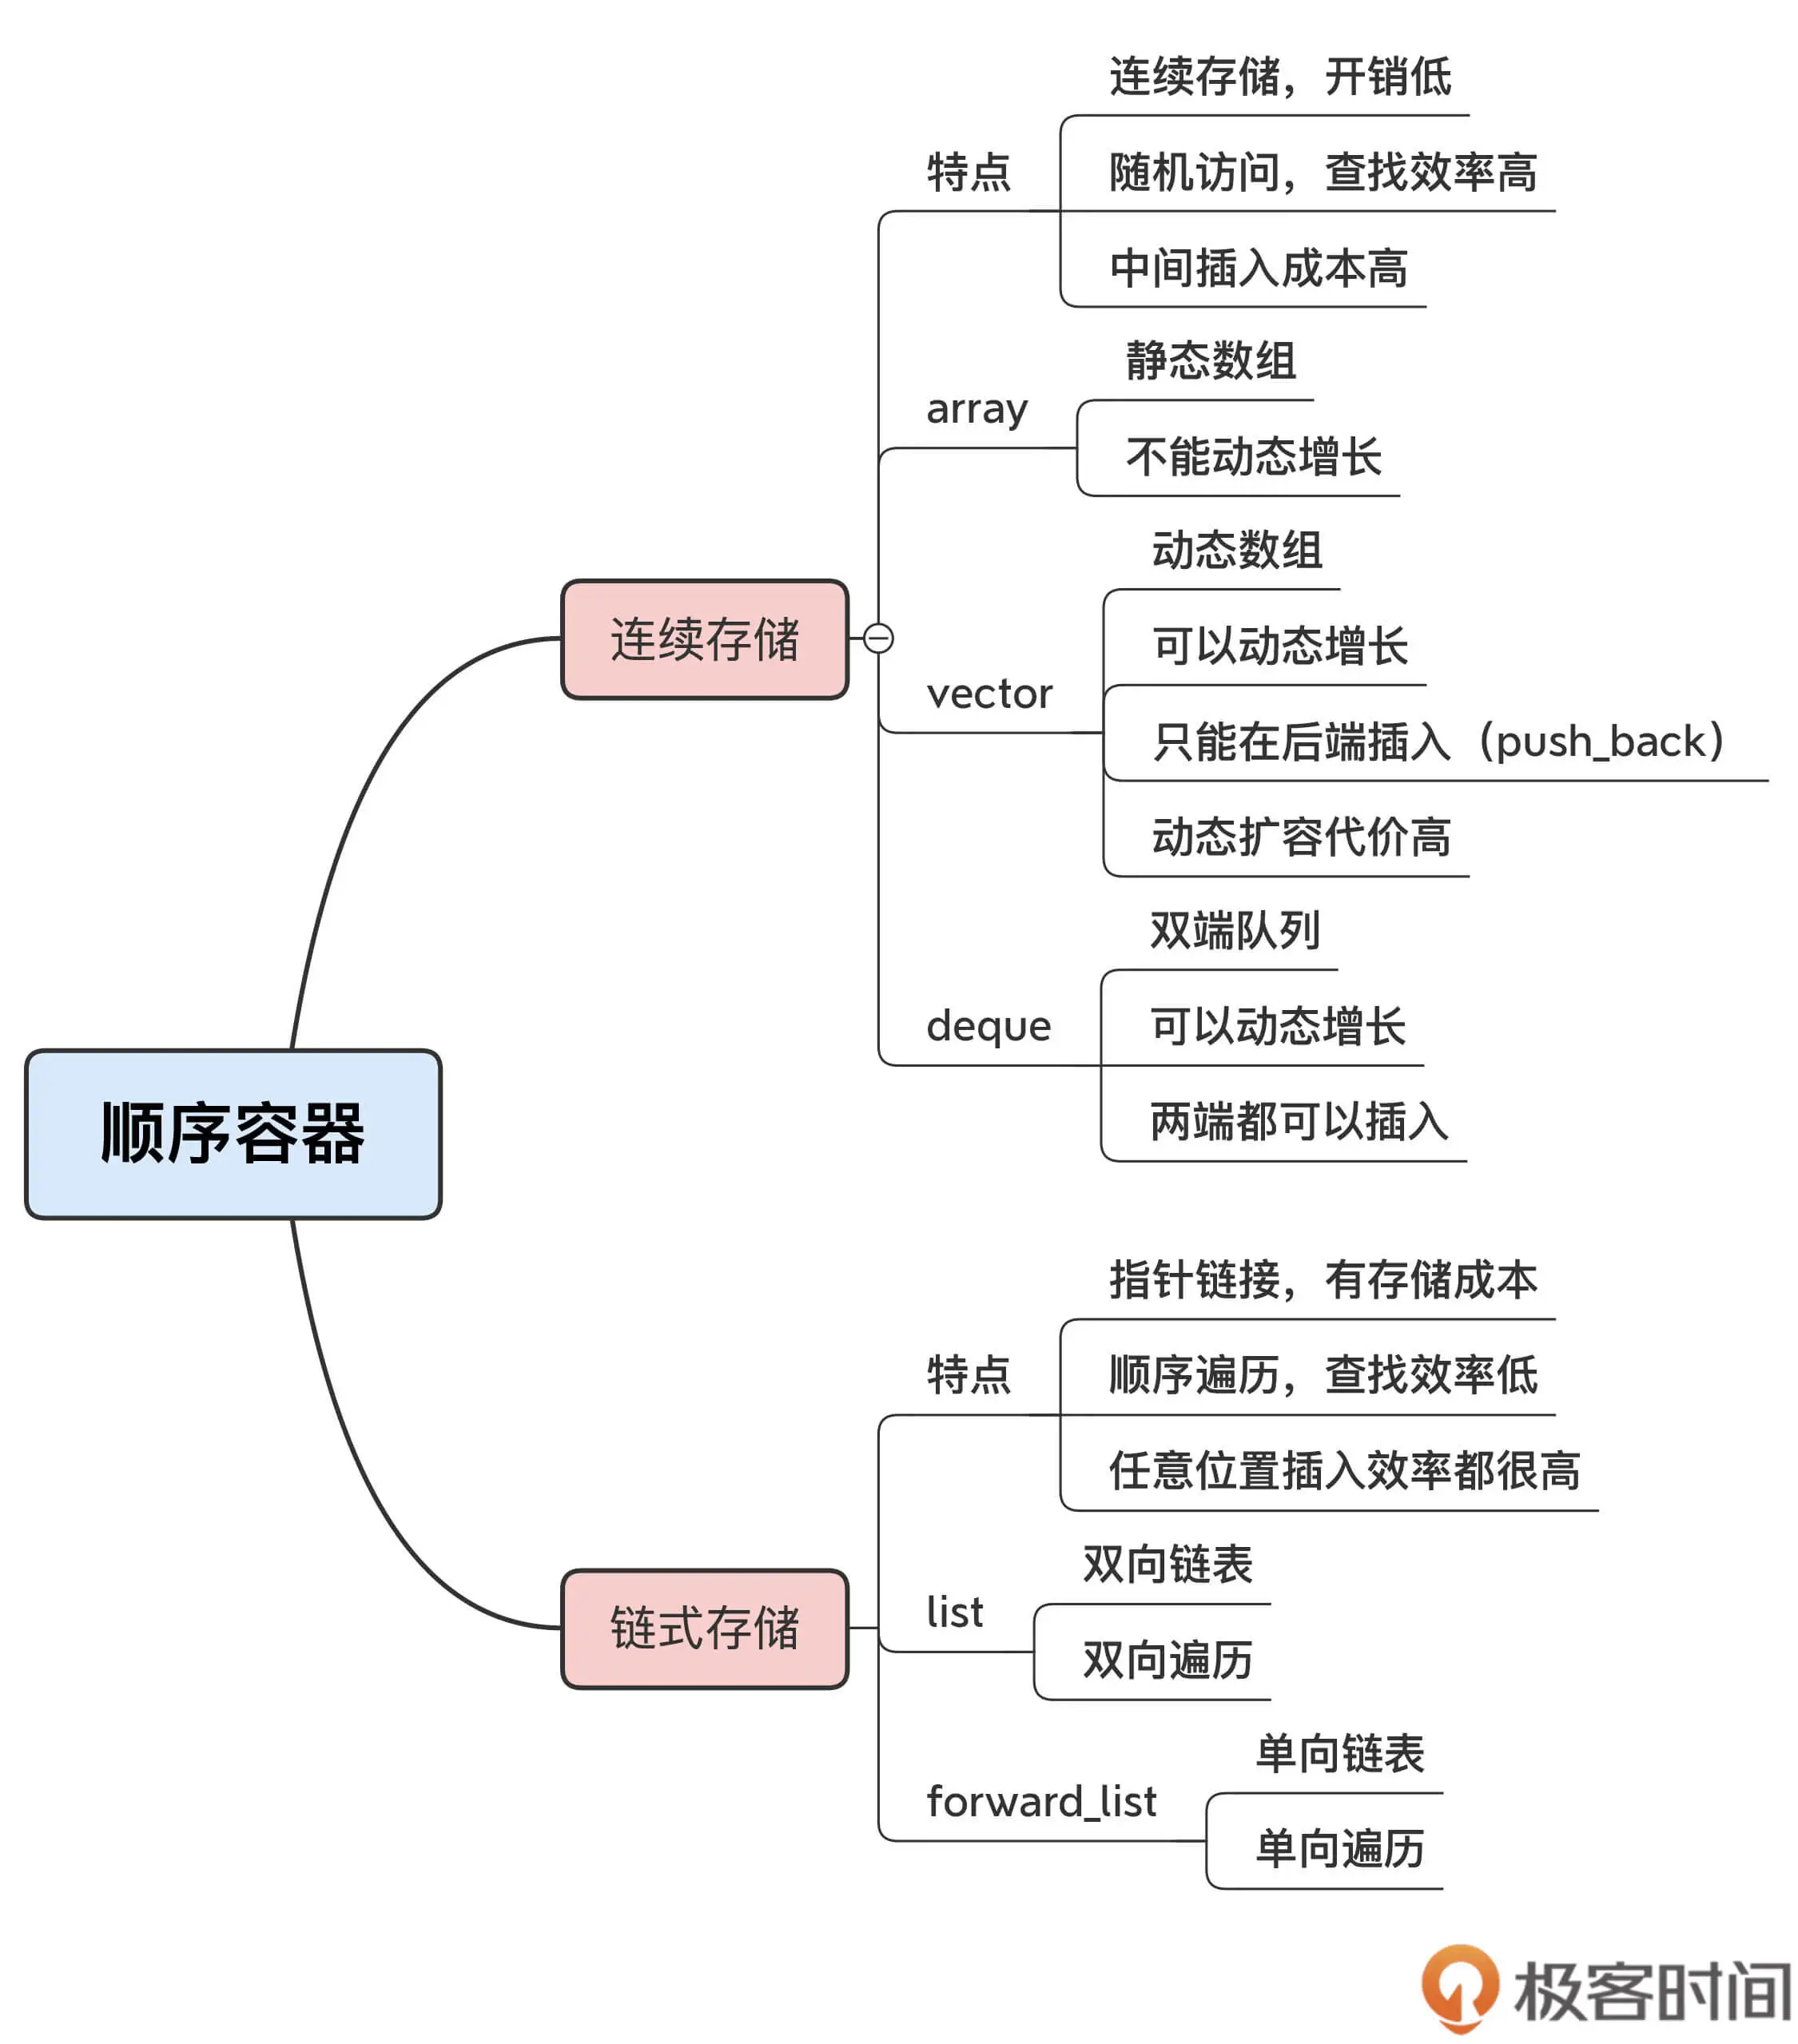 顺序容器
连续存储
特点
连续存储，开销低
随机访问，查找效率高
中间插入成本高
array
静态数组
不能动态增长
vector
动态数组
可以动态增长
只能在后端插入（push_back）
动态扩容代价高
deque
双端队列
可以动态增长
两端都可以插入
链式存储
特点
指针链接，有存储成本
顺序遍历，查找效率低
任意位置插入效率都很高
list
双向链表
双向遍历
forward_list
单向链表
单向遍历
极客时间